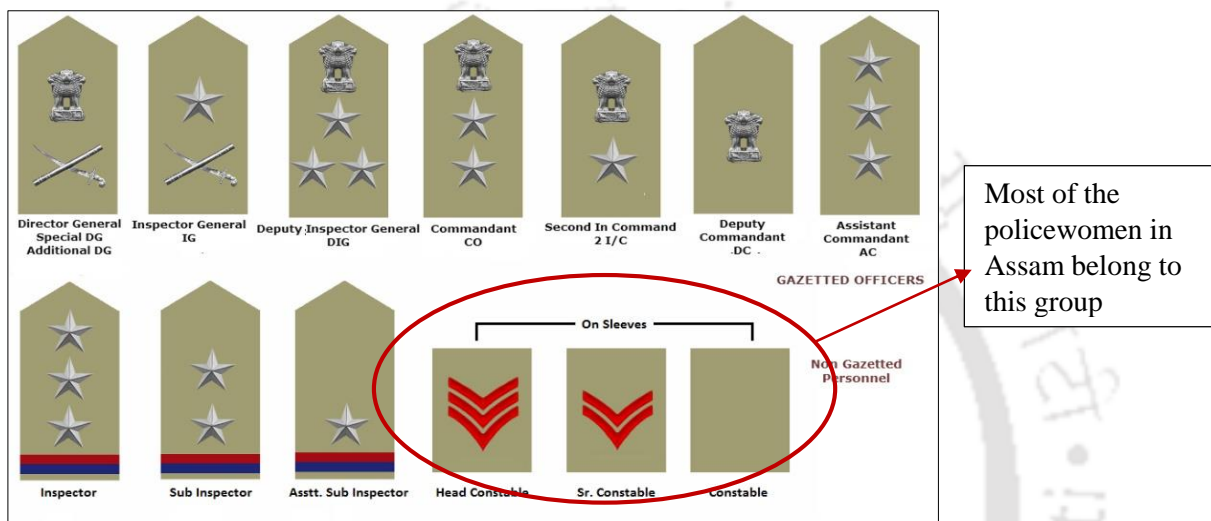 Director General
Special DG
Additional DG
Inspector General
IG
Deputy Inspector General
DIG
Commandant
CO
Second In Command
2 I/C
Deputy
Commandant
.DC .
Assistant
Commandant
AC
GAZETTED OFFICERS
Most of the
policewomen in
Assam belong to
this group
On Sleeves
Non Gazetted
Personnel
Inspector
Sub Inspector
Asstt. Sub Inspector
Head Constable
Sr. Constable
Constable